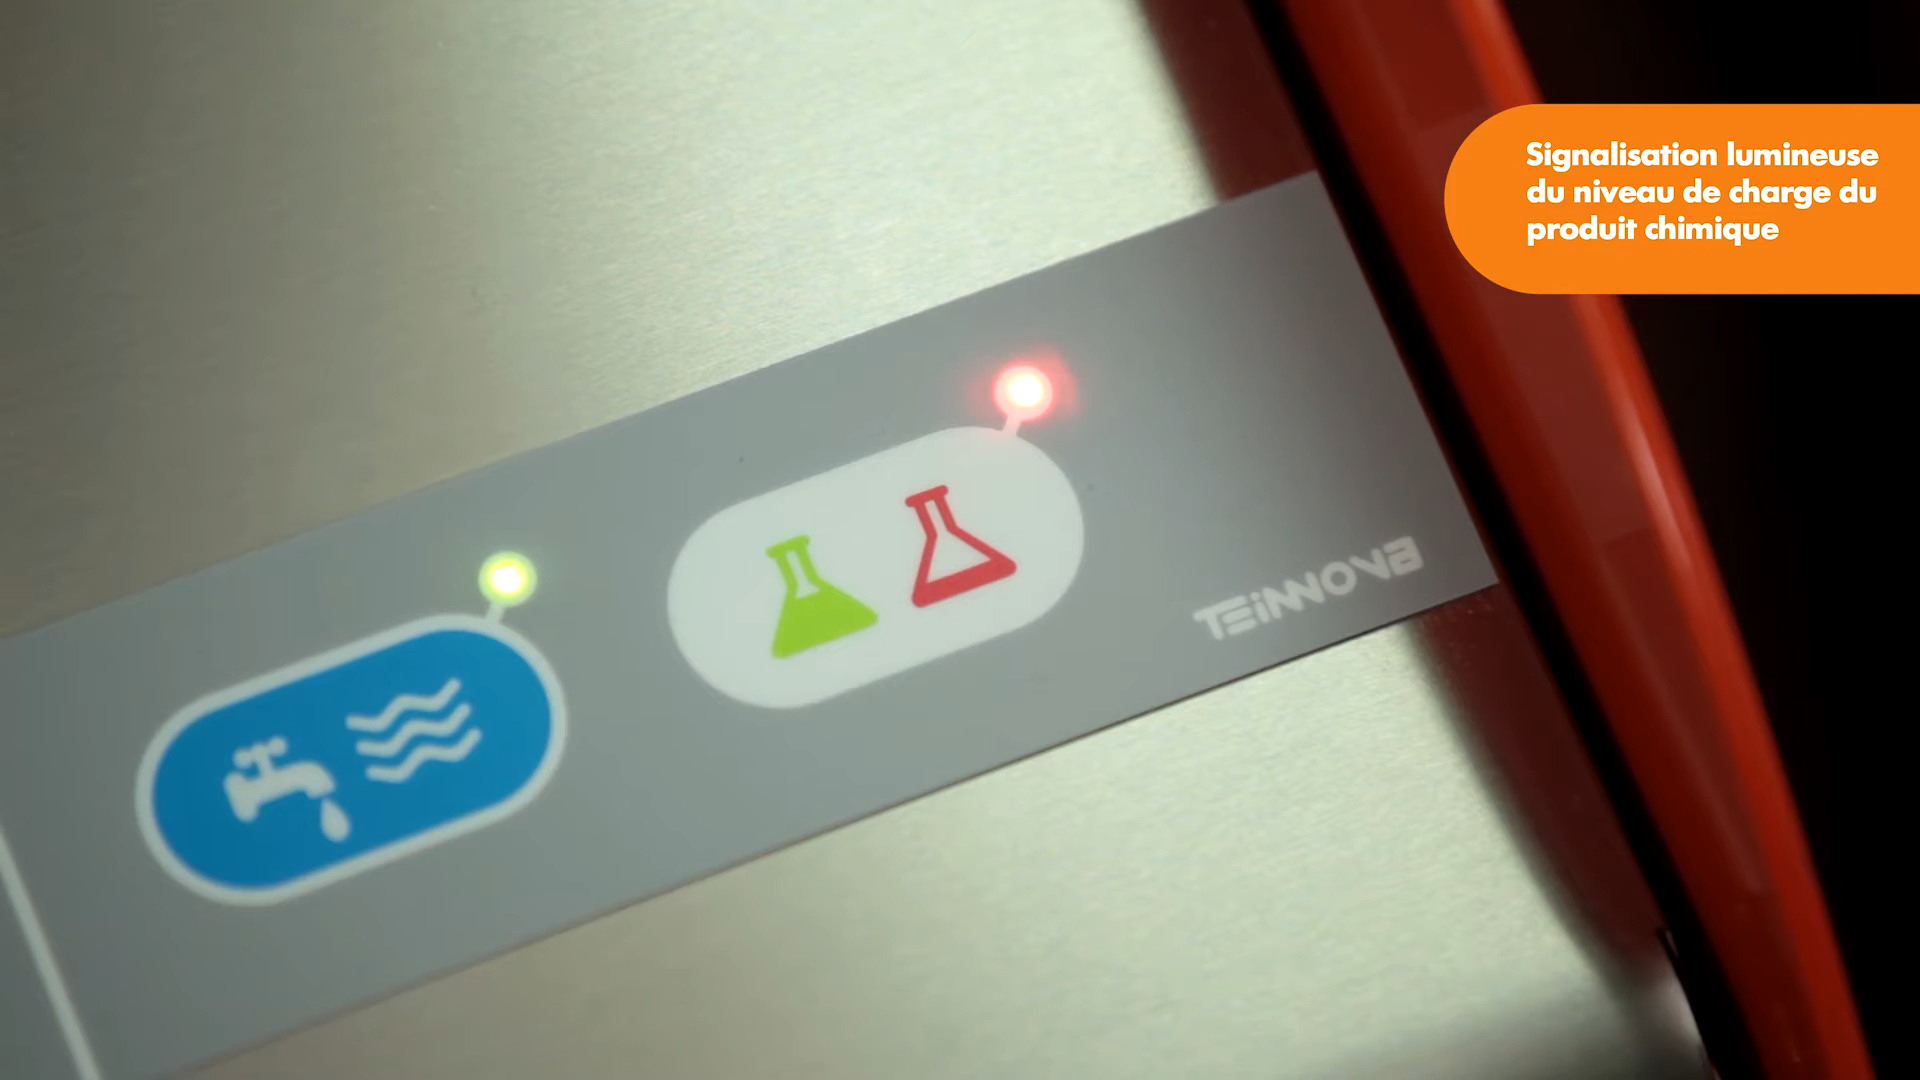 Signalisation lumineuse
du niveau de charge du
produit chimique
TEINNOVA